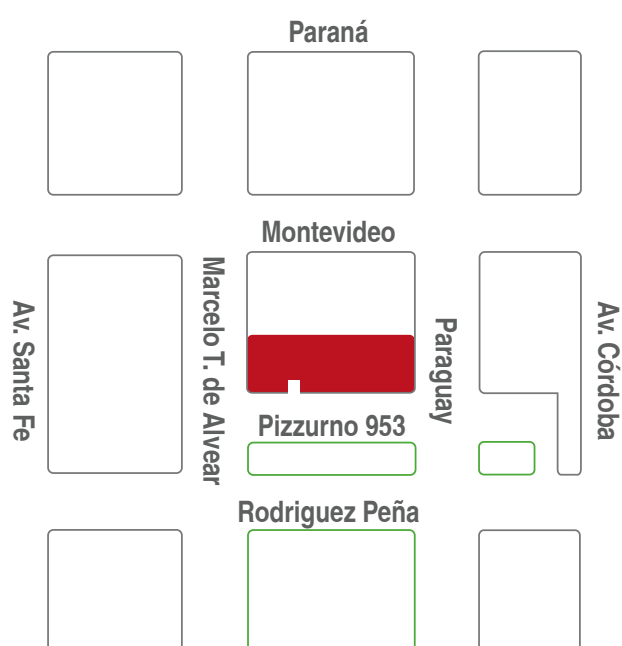 Paraná
Montevideo
Av. Santa Fe
Marcelo T. de Alvear
Paraguay
Av. Córdoba
Pizzurno 953
Rodriguez Peña